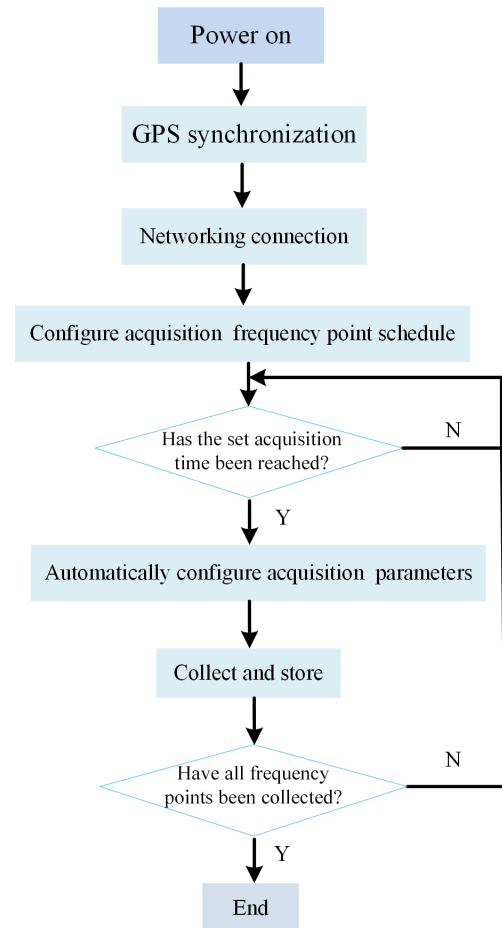 Power on
GPS synchronization
Networking connection
Configure acquisition frequency point schedule
Has the set acquisition
time been reached?
N
Y
Automatically configure acquisition parameters
Collect and store
Have all frequency
points been collected?
N
Y
End